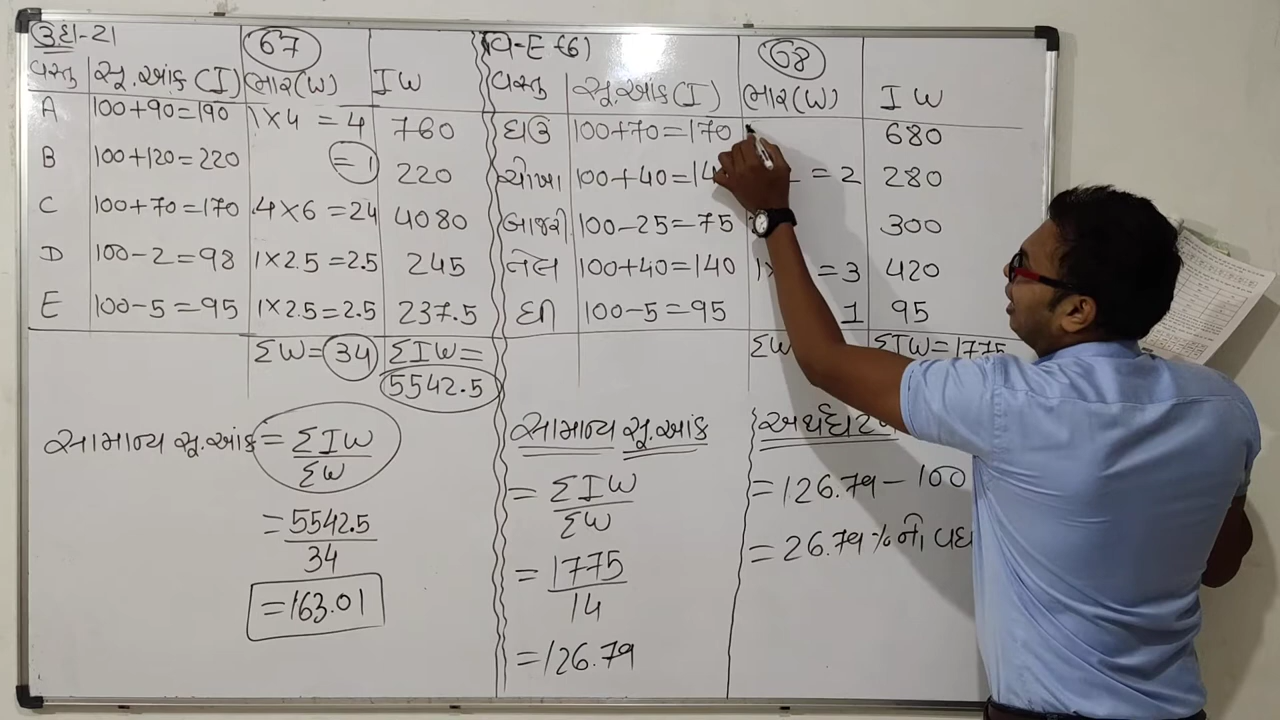 ઉદા-21
67
વસ્તુ સૂ.આંક (I) ભાર(W) IW
A 100+90=190 1×4=4 760
B 100+120=220 =1 220
C 100+70=170 4×6=24 4080
D 100-2=98 1×2.5=2.5 245
E 100-5=95 1×2.5=2.5 237.5
ΣW=34 ΣIW=
5542.5
સામાન્ય સૂ.આંક = ΣIW
ΣW
= 5542.5
34
=163.01
વિ-E (6)
68
વસ્તુ સૂ.આંક(I) ભાર(W) IW
ઘઉં 100+70=170 680
ચોખા 100+40=14 = 2 280
બાજરી 100-25=75 300
તેલ 100+40=140 1× =3 420
ઘી 100-5=95 1 95
ΣW ΣIW=1775
સામાન્ય સૂ.આંક
= ΣIW
ΣW
= 1775
14
=126.79
અર્થઘટન
=126.79-100
=26.79%નો વધ